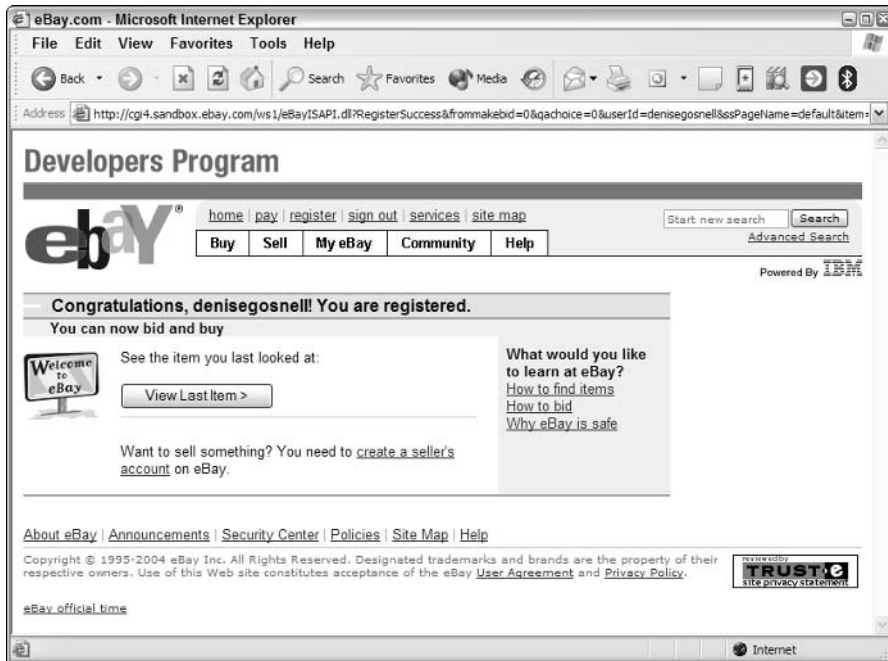 eBay.com - Microsoft Internet Explorer
File Edit View Favorites Tools Help
Back Search Favorites Media
Address http://cgi4.sandbox.ebay.com/ws1/eBayISAPI.dll?RegisterSuccess&frommakebid=0&qachoice=0&userId=denisegosnell&ssPageName=default&item=
Developers Program
ebaY®
home | pay | register | sign out | services | site map
Start new search Search
Buy Sell My eBay Community Help
Advanced Search
Powered By IBM
Congratulations, denisegosnell! You are registered.
You can now bid and buy
Welcome to eBay
See the item you last looked at:
View Last Item >
Want to sell something? You need to create a seller's
account on eBay.
What would you like
to learn at eBay?
How to find items
How to bid
Why eBay is safe
About eBay | Announcements | Security Center | Policies | Site Map | Help
Copyright © 1995-2004 eBay Inc. All Rights Reserved. Designated trademarks and brands are the property of their
respective owners. Use of this Web site constitutes acceptance of the eBay User Agreement and Privacy Policy.
reviewed by
TRUST·e
site privacy statement
eBay official time
Internet